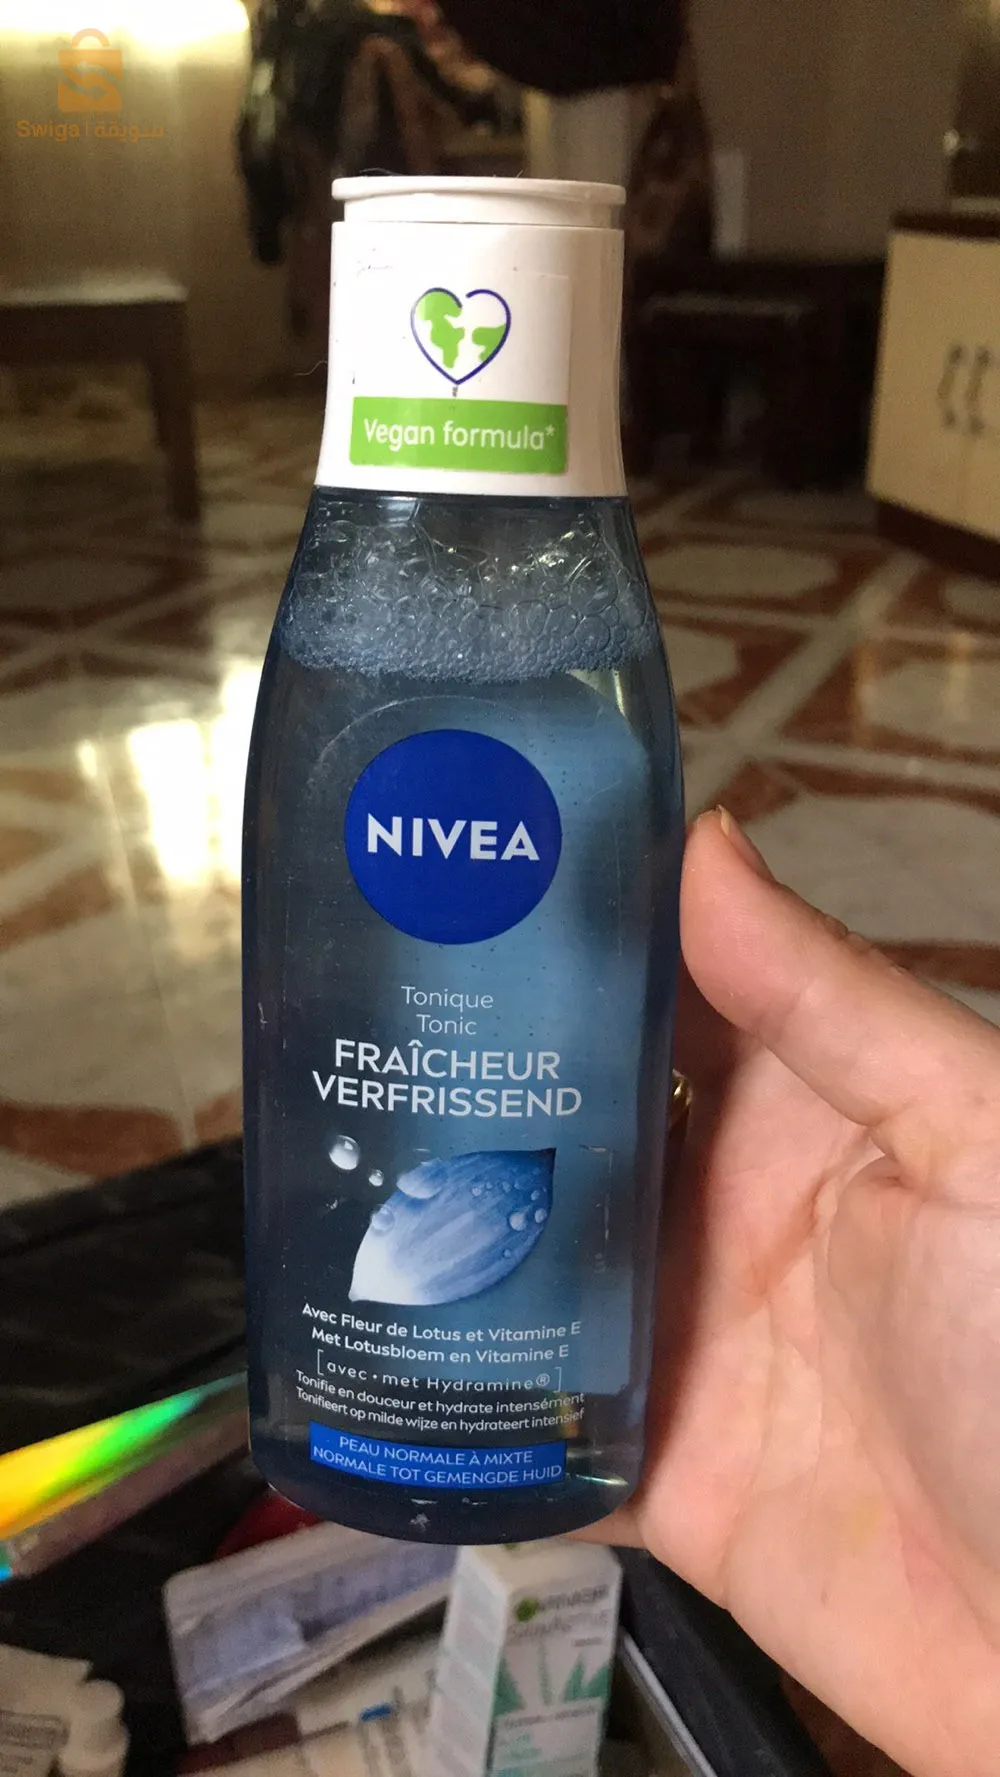 Swiga | سويقة
Vegan formula*
NIVEA
Tonique
Tonic
FRAÎCHEUR
VERFRISSEND
Avec Fleur de Lotus et Vitamine E
Met Lotusbloem en Vitamine E
[avec • met Hydramine®]
Tonifie en douceur et hydrate intensément
Tonifieert op milde wijze en hydrateert intensief
PEAU NORMALE À MIXTE
NORMALE TOT GEMENGDE HUID
GARNIER